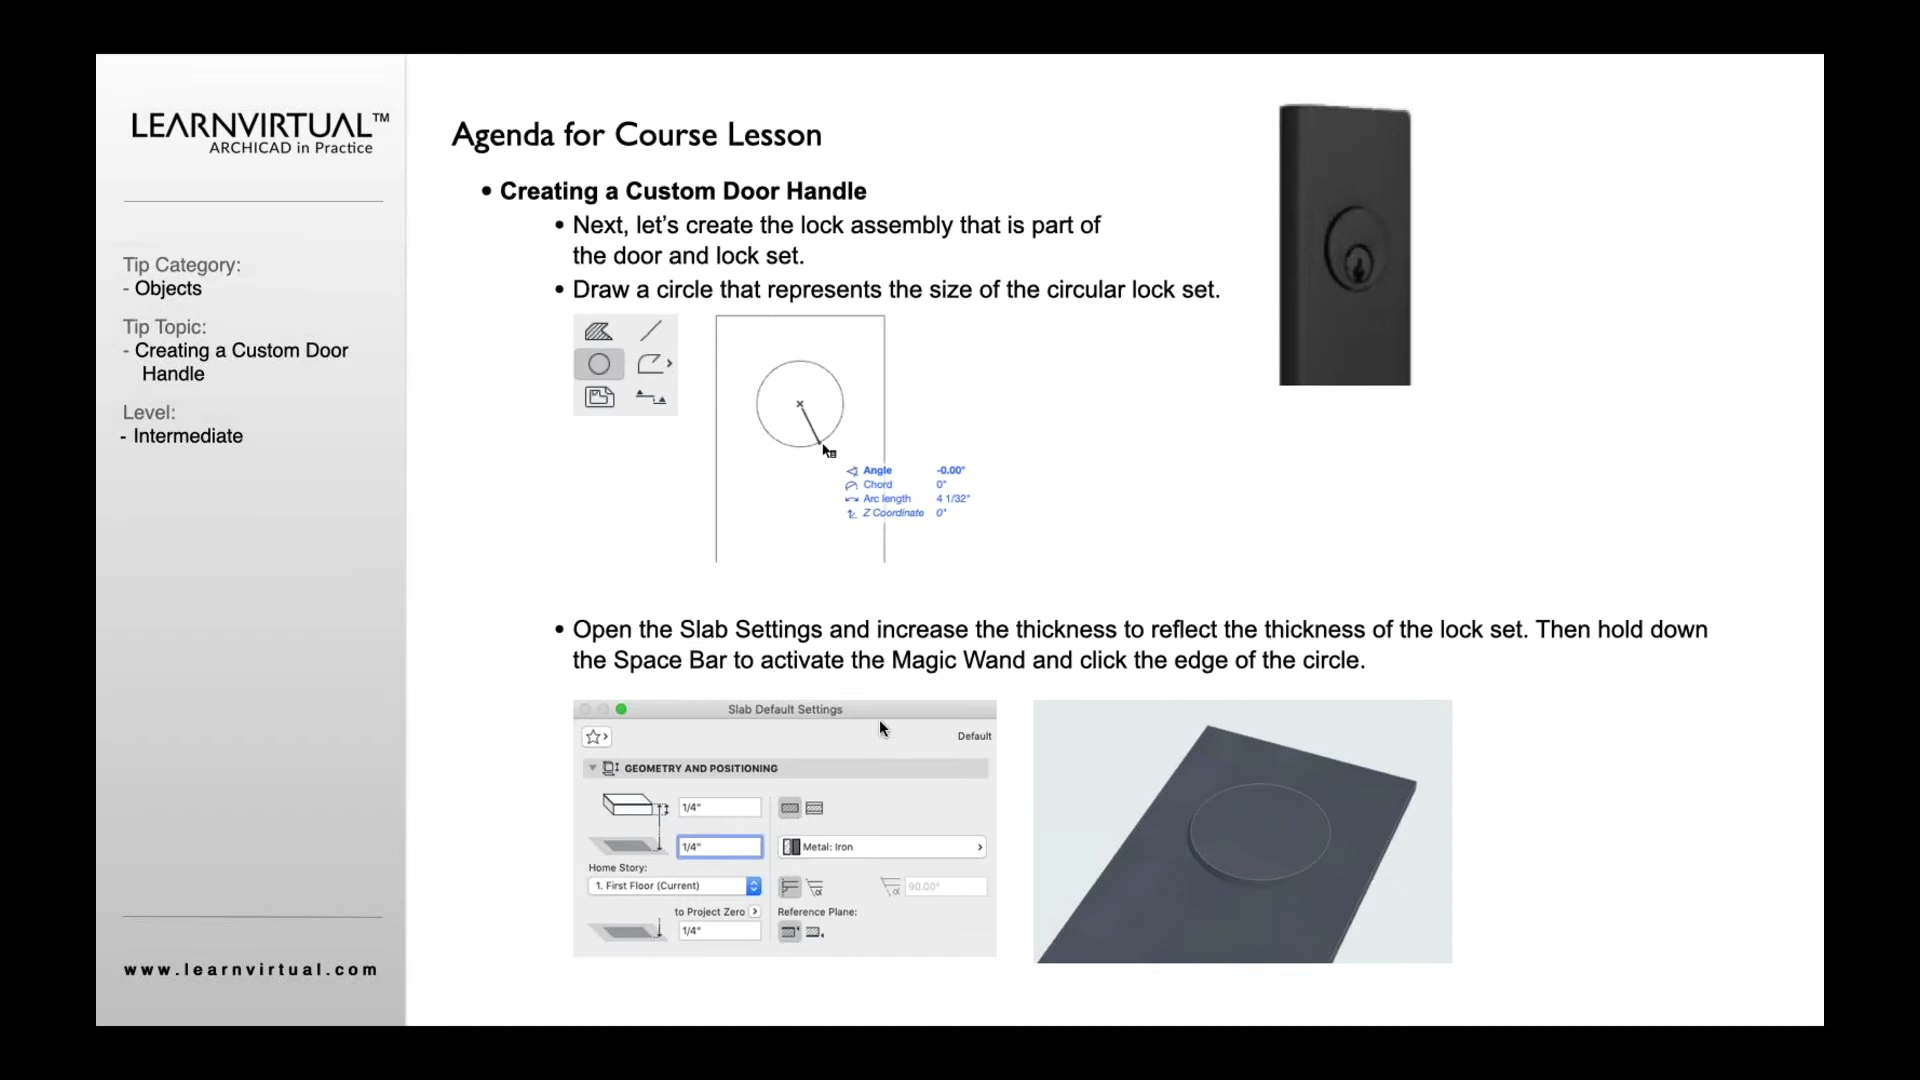 LEARNVIRTUAL™
ARCHICAD in Practice
Tip Category:
- Objects
Tip Topic:
- Creating a Custom Door
Handle
Level:
- Intermediate
www.learnvirtual.com
Agenda for Course Lesson
• Creating a Custom Door Handle
• Next, let’s create the lock assembly that is part of
the door and lock set.
• Draw a circle that represents the size of the circular lock set.
Angle -0.00°
Chord 0"
Arc length 4 1/32"
Z Coordinate 0"
• Open the Slab Settings and increase the thickness to reflect the thickness of the lock set. Then hold down
the Space Bar to activate the Magic Wand and click the edge of the circle.
Slab Default Settings
Default
GEOMETRY AND POSITIONING
1/4"
1/4"
Metal: Iron
Home Story:
1. First Floor (Current)
90.00°
to Project Zero
Reference Plane:
1/4"